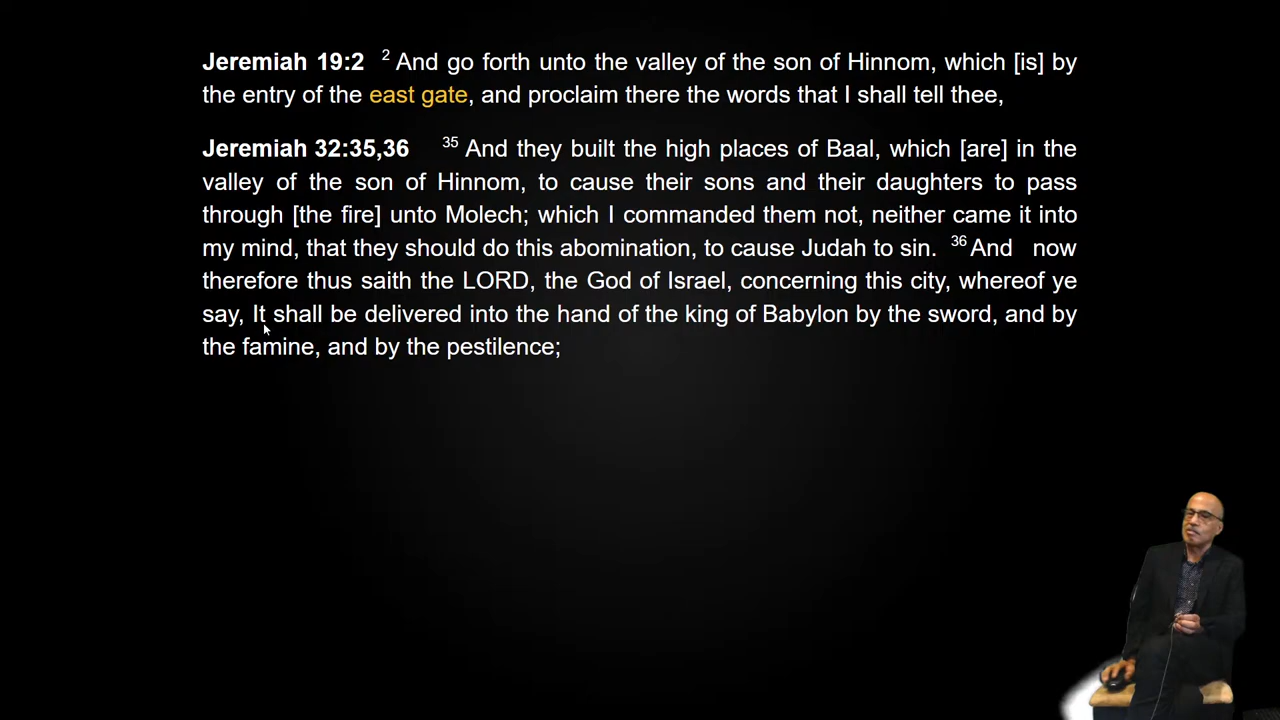 Jeremiah 19:2 2 And go forth unto the valley of the son of Hinnom, which [is] by
the entry of the east gate, and proclaim there the words that I shall tell thee,
Jeremiah 32:35,36 35 And they built the high places of Baal, which [are] in the
valley of the son of Hinnom, to cause their sons and their daughters to pass
through [the fire] unto Molech; which I commanded them not, neither came it into
my mind, that they should do this abomination, to cause Judah to sin. 36 And now
therefore thus saith the LORD, the God of Israel, concerning this city, whereof ye
say, It shall be delivered into the hand of the king of Babylon by the sword, and by
the famine, and by the pestilence;